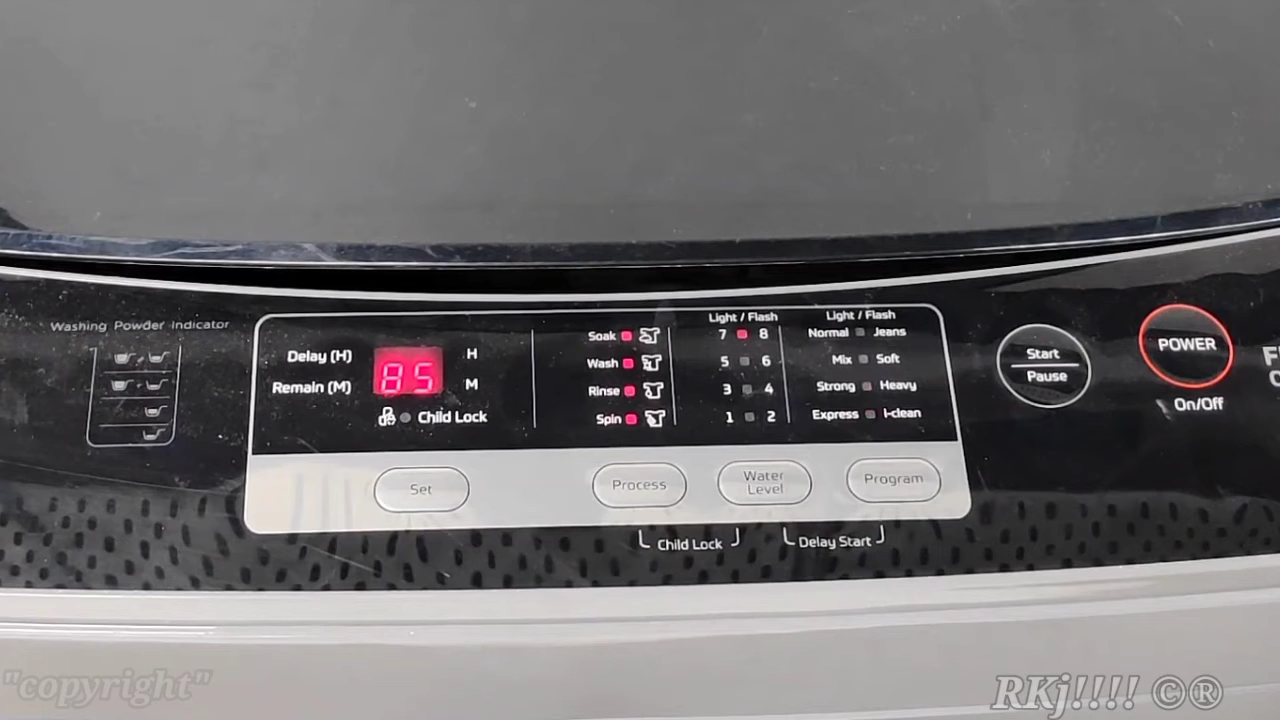 Washing Powder Indicator
Delay (H)
Remain (M)
85
H
M
Child Lock
Set
Soak
Wash
Rinse
Spin
Process
Light / Flash
7 8
5 6
3 4
1 2
Water
Level
Light / Flash
Normal Jeans
Mix Soft
Strong Heavy
Express i-clean
Program
Child Lock
Delay Start
Start
Pause
POWER
On/Off
"copyright"
RKj!!!! ©®